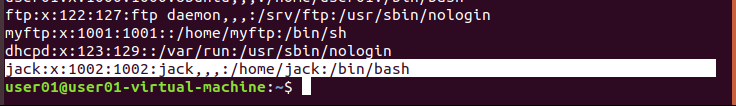 ftp:x:122:127:ftp daemon,,,:/srv/ftp:/usr/sbin/nologin
myftp:x:1001:1001::/home/myftp:/bin/sh
dhcpd:x:123:129::/var/run:/usr/sbin/nologin
jack:x:1002:1002:jack,,,:/home/jack:/bin/bash
user01@user01-virtual-machine:~$